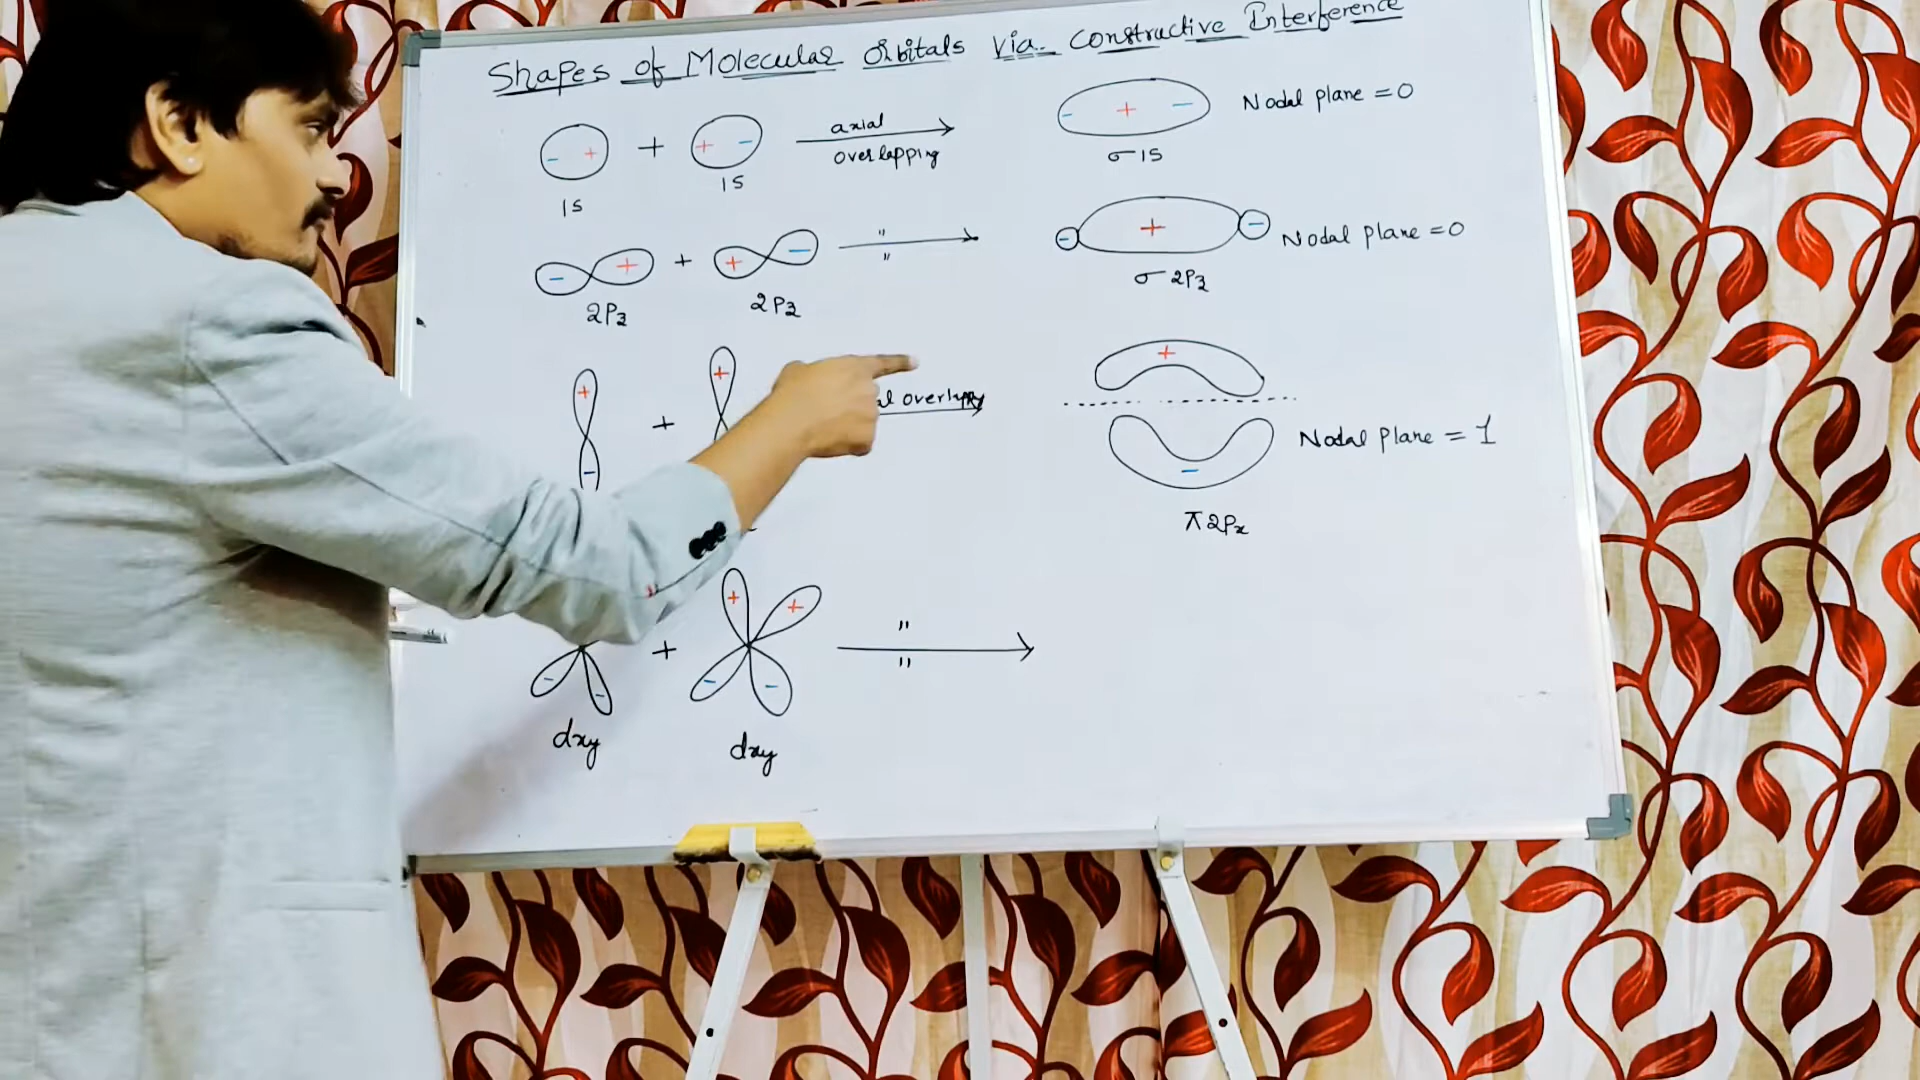 Shapes of Molecular Orbitals via. Constructive Interference
- + + + - axial overlapping - + - Nodal plane = 0
1s 1s σ 1s
- + + + - " " - + - Nodal plane = 0
2Pz 2Pz σ 2Pz
+ + + overlapp +
- - Nodal plane = 1
π 2Px
+ + + " "
- - - -
dxy dxy